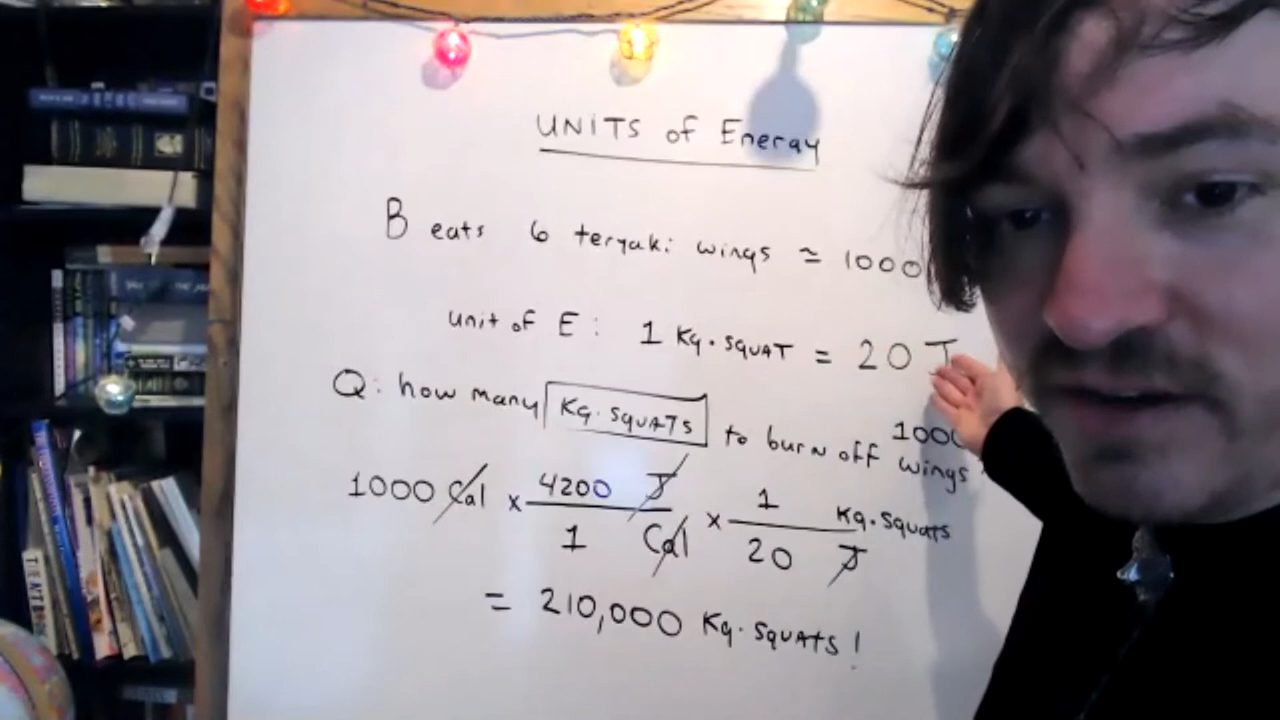 UNITS of Energy
B eats 6 teryaki wings ≃ 1000
unit of E: 1 Kg·SQUAT = 20 J
Q: how many Kg·SQUATS to burn off 1000
wings
1000 Cal × 4200 J / 1 Cal × 1 Kg·Squats / 20 J
= 210,000 Kg·SQUATS!